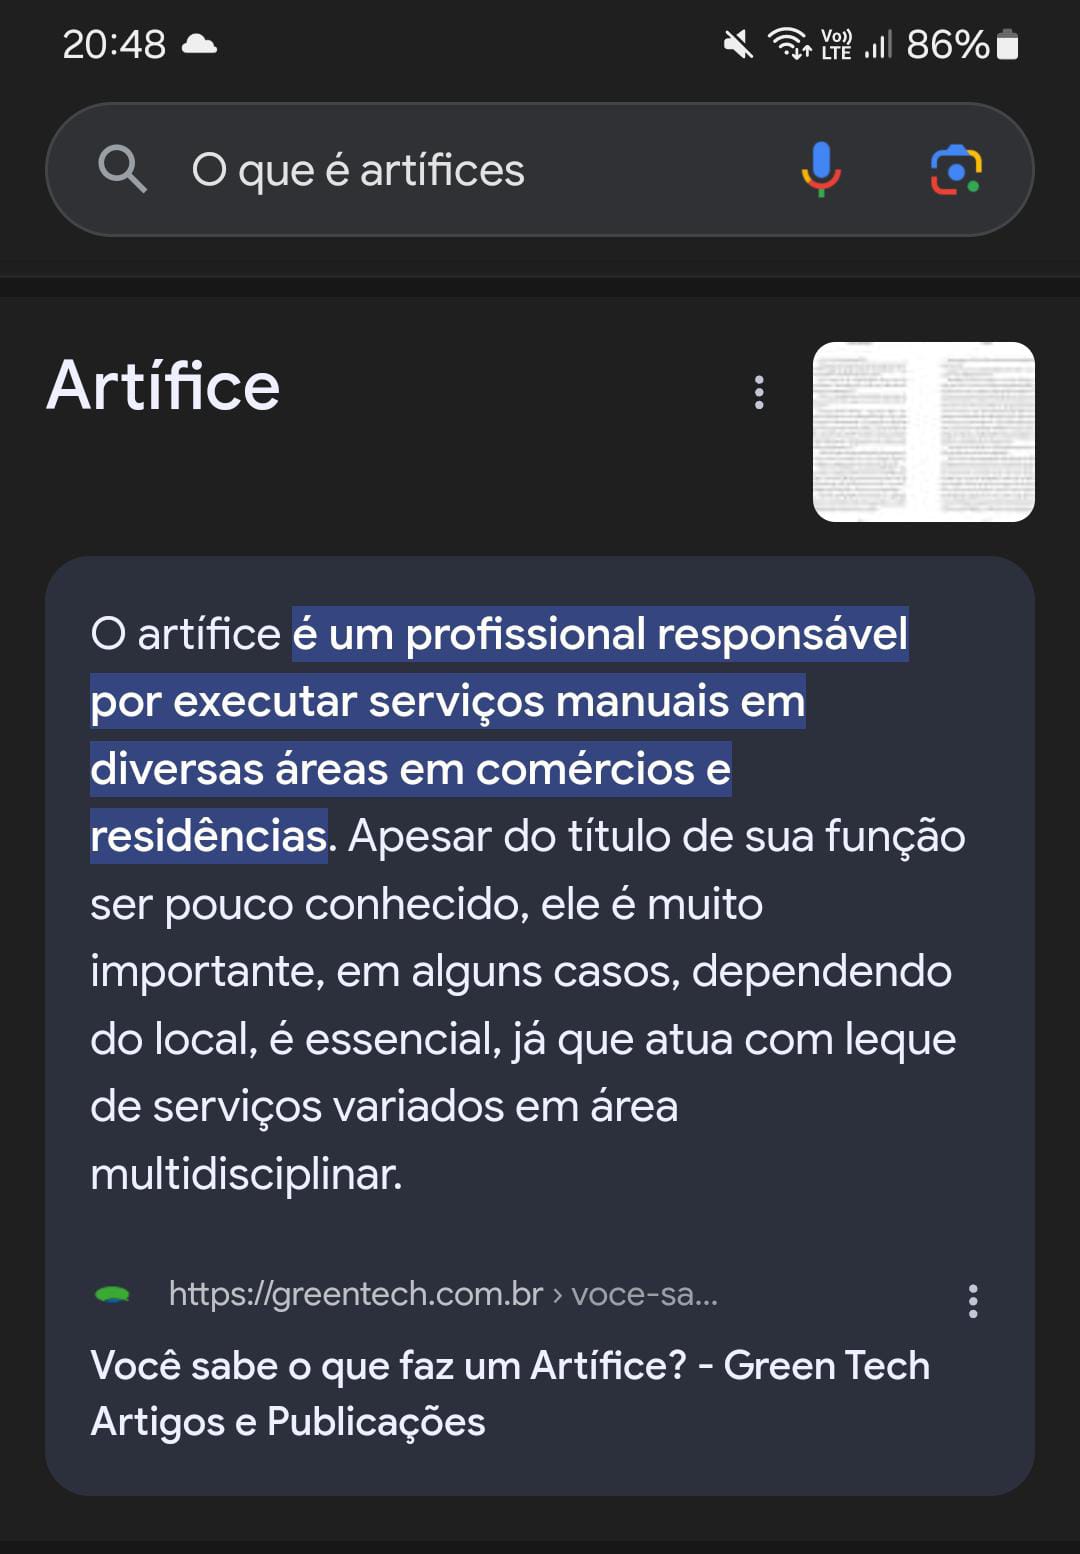 20:48
Vo)) LTE 86%
O que é artífices
Artífice
O artífice é um profissional responsável
por executar serviços manuais em
diversas áreas em comércios e
residências. Apesar do título de sua função
ser pouco conhecido, ele é muito
importante, em alguns casos, dependendo
do local, é essencial, já que atua com leque
de serviços variados em área
multidisciplinar.
https://greentech.com.br › voce-sa...
Você sabe o que faz um Artífice? - Green Tech
Artigos e Publicações